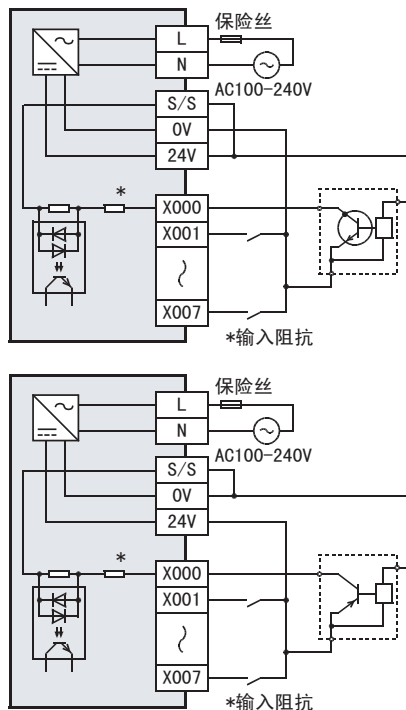 保险丝
L
N
AC100-240V
S/S
0V
24V
*
X000
X001
X007
*输入阻抗
保险丝
L
N
AC100-240V
S/S
0V
24V
*
X000
X001
X007
*输入阻抗